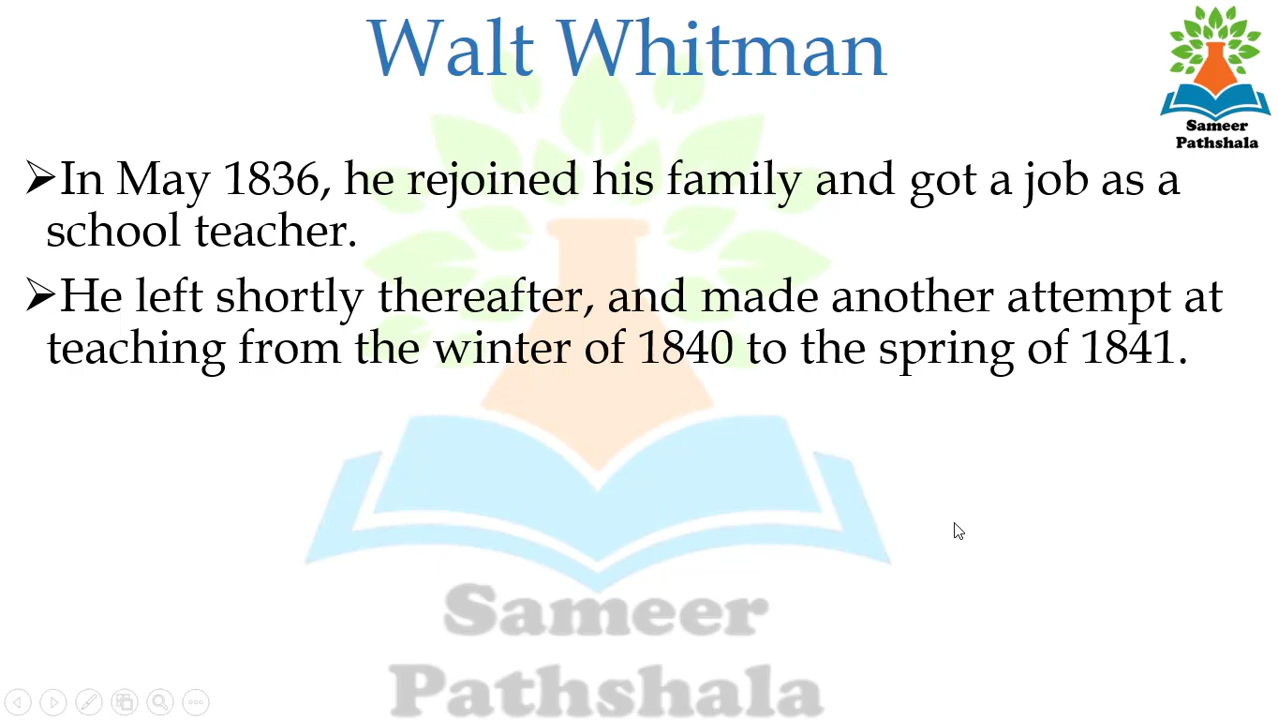 Walt Whitman
Sameer
Pathshala
➢In May 1836, he rejoined his family and got a job as a
school teacher.
➢He left shortly thereafter, and made another attempt at
teaching from the winter of 1840 to the spring of 1841.
Sameer
Pathshala